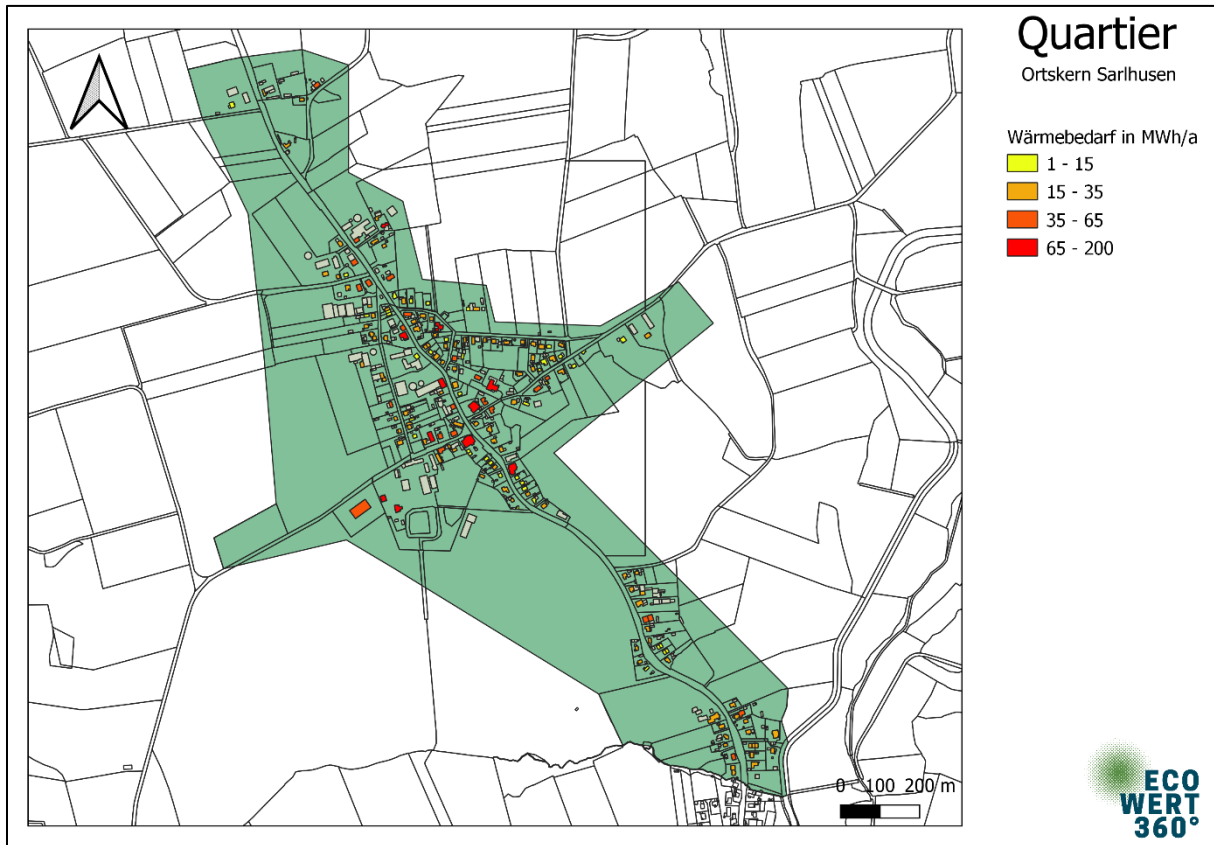 Quartier
Ortskern Sarlhusen
Wärmebedarf in MWh/a
1 - 15
15 - 35
35 - 65
65 - 200
0 100 200 m
ECO
WERT
360°